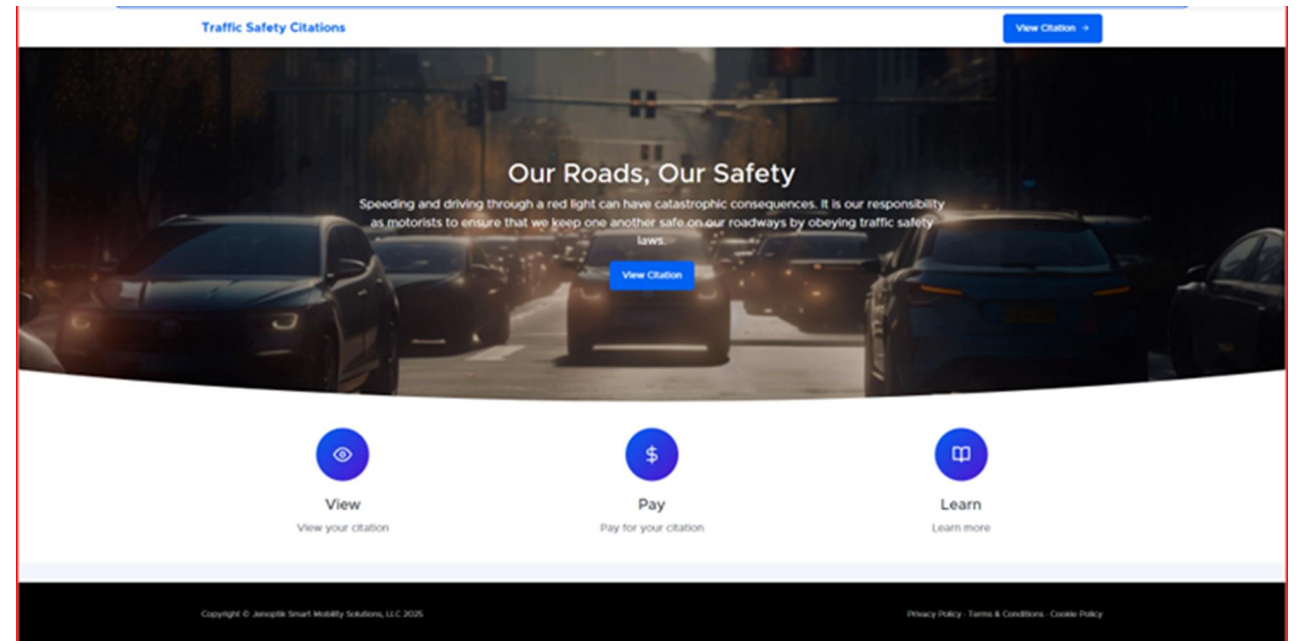 Traffic Safety Citations
View Citation →
Our Roads, Our Safety
Speeding and driving through a red light can have catastrophic consequences. It is our responsibility
as motorists to ensure that we keep one another safe on our roadways by obeying traffic safety
laws.
View Citation
View
View your citation
Pay
Pay for your citation
Learn
Learn more
Copyright © Jenoptik Smart Mobility Solutions, LLC 2025
Privacy Policy - Terms & Conditions - Cookie Policy